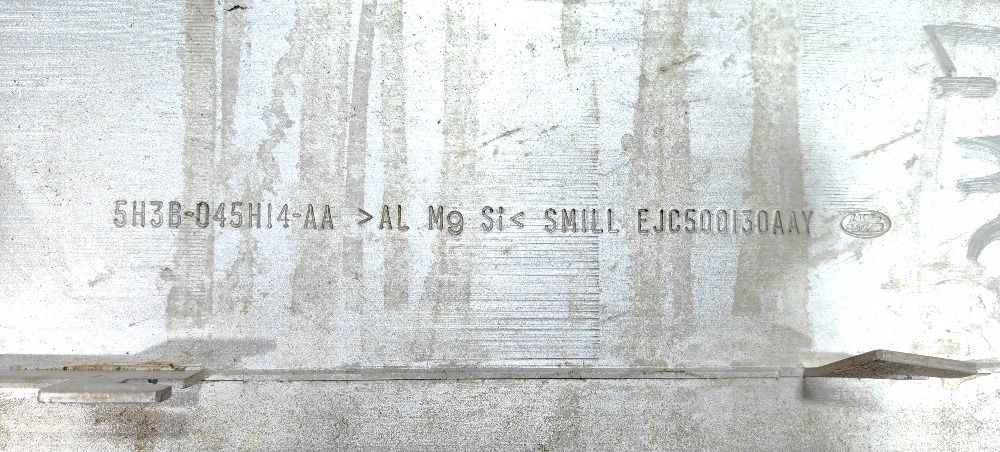 5H3B-045H14-AA >AL Mg Si< SMILL EJC500130AAY